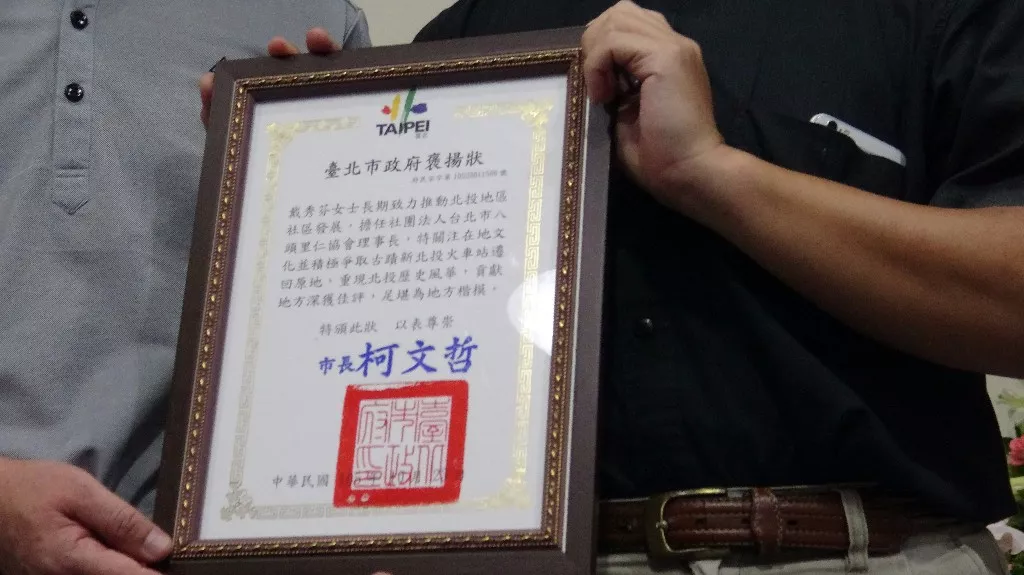 TAIPEI
臺北市政府褒揚狀
戴秀芬女士長期致力推動北投地區
社區發展，擔任社團法人台北市八
頭里仁協會理事長，特關注在地文
化並積極爭取古蹟新北投火車站遷
回原地，重現北投歷史風華，貢獻
地方深獲佳評，足堪為地方楷模。
特頒此狀 以表尊崇
市長柯文哲
臺北市政府印
中華民國